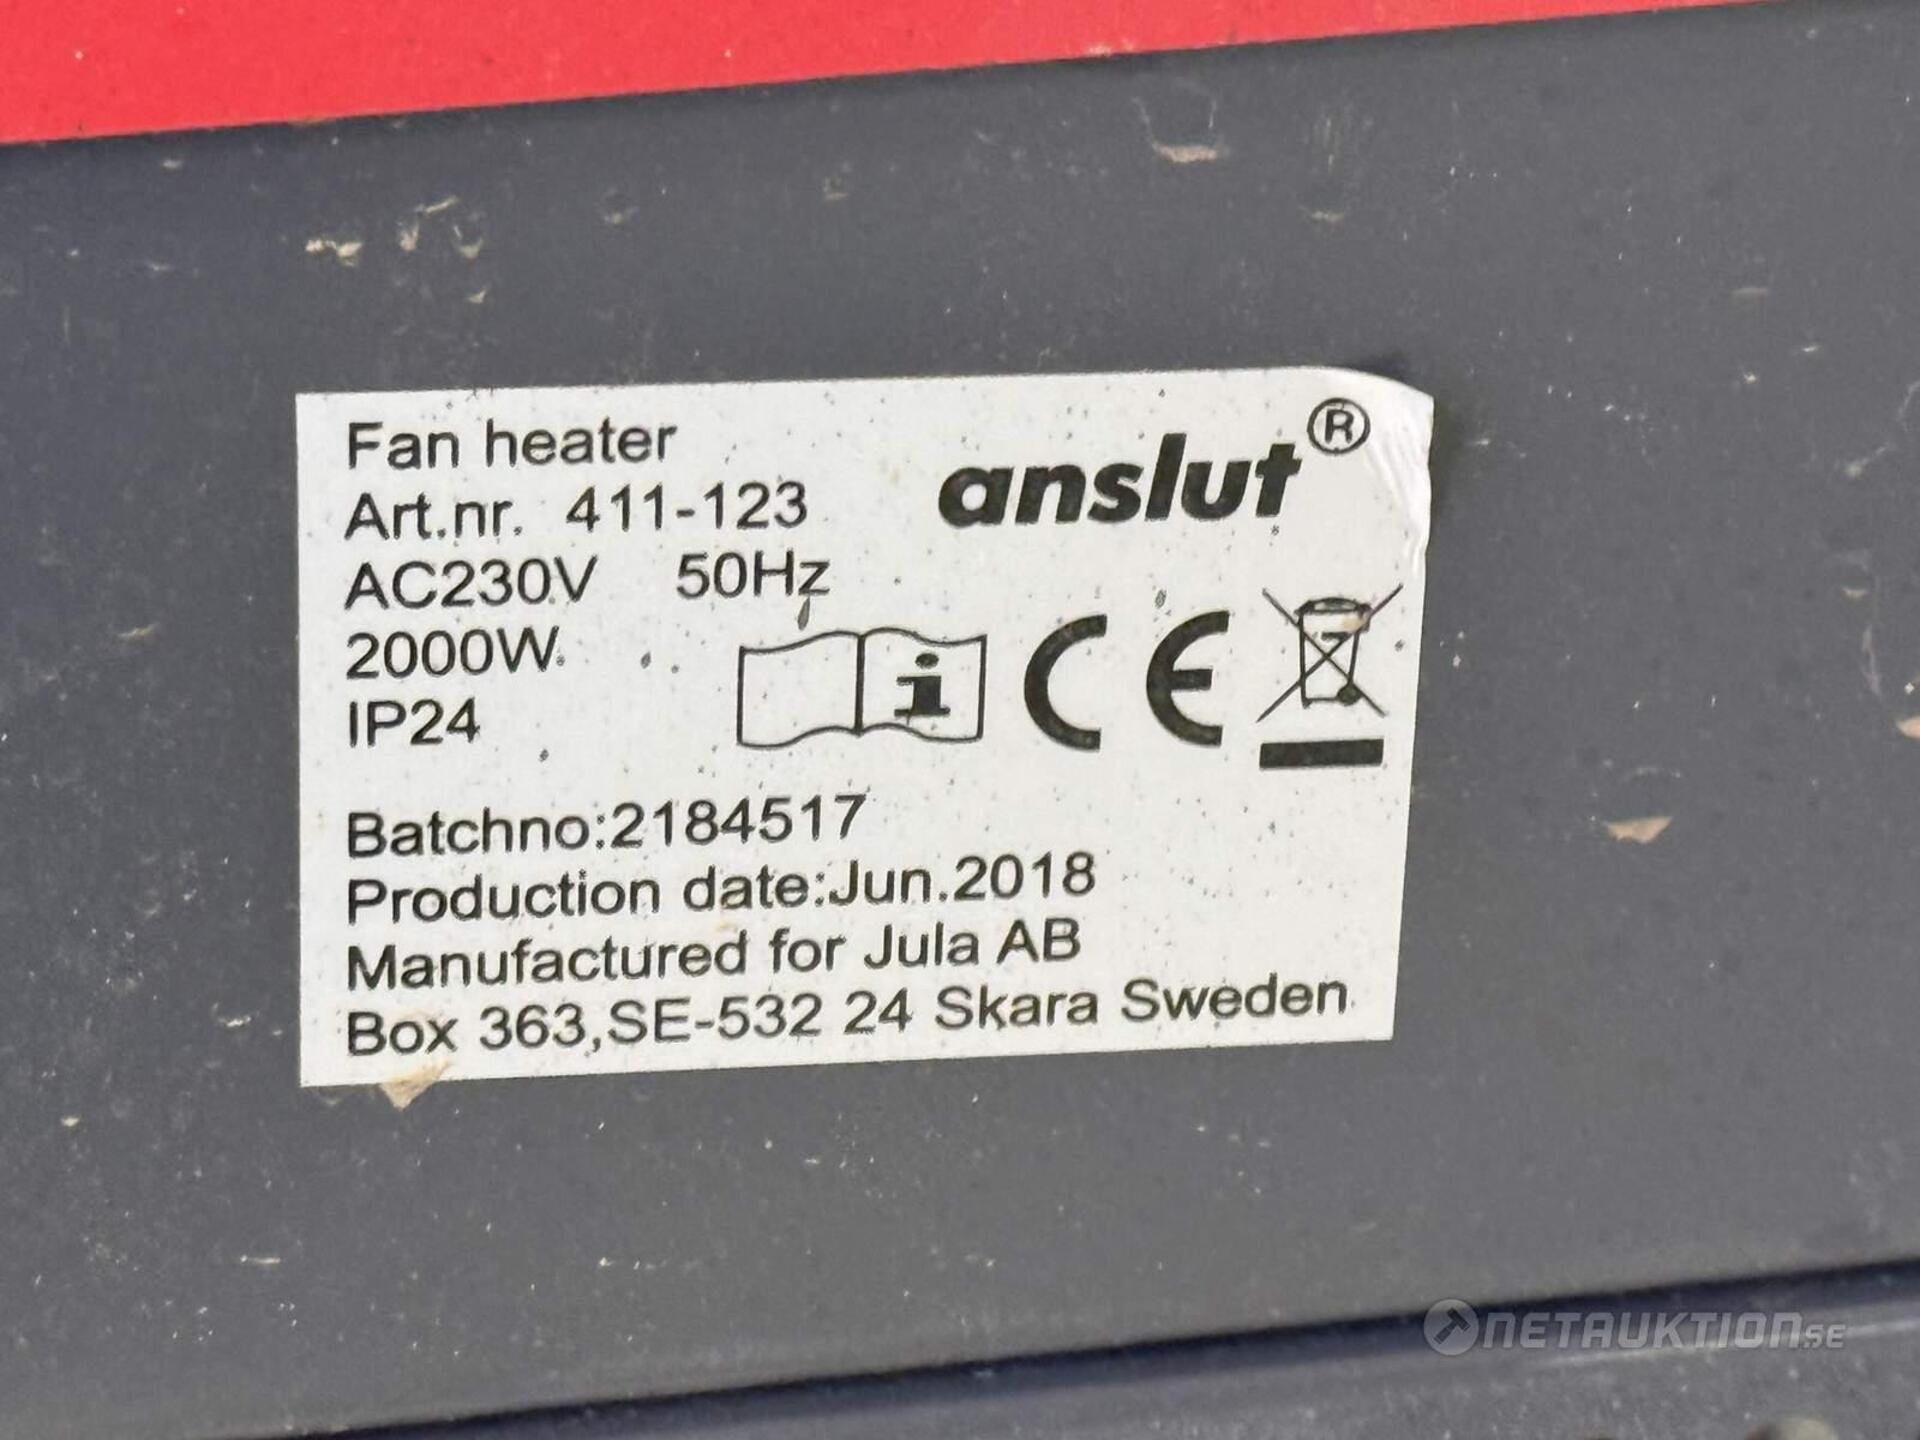 Fan heater
anslut®
Art.nr. 411-123
AC230V 50Hz
2000W
IP24
i CE
Batchno:2184517
Production date:Jun.2018
Manufactured for Jula AB
Box 363,SE-532 24 Skara Sweden
NETAUKTION.SE